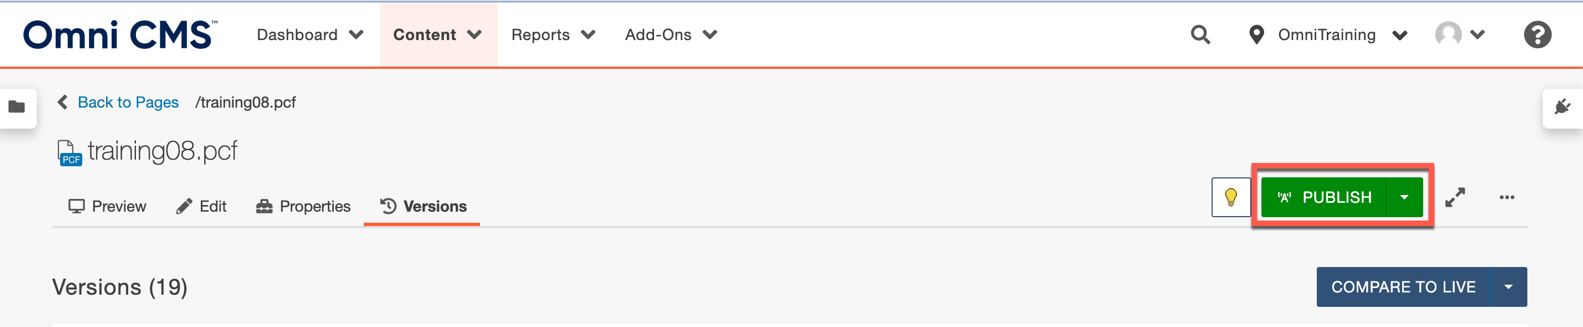 Omni CMS™ Dashboard Content Reports Add-Ons OmniTraining ?
Back to Pages /training08.pcf
PCF training08.pcf
Preview Edit Properties Versions PUBLISH
Versions (19) COMPARE TO LIVE